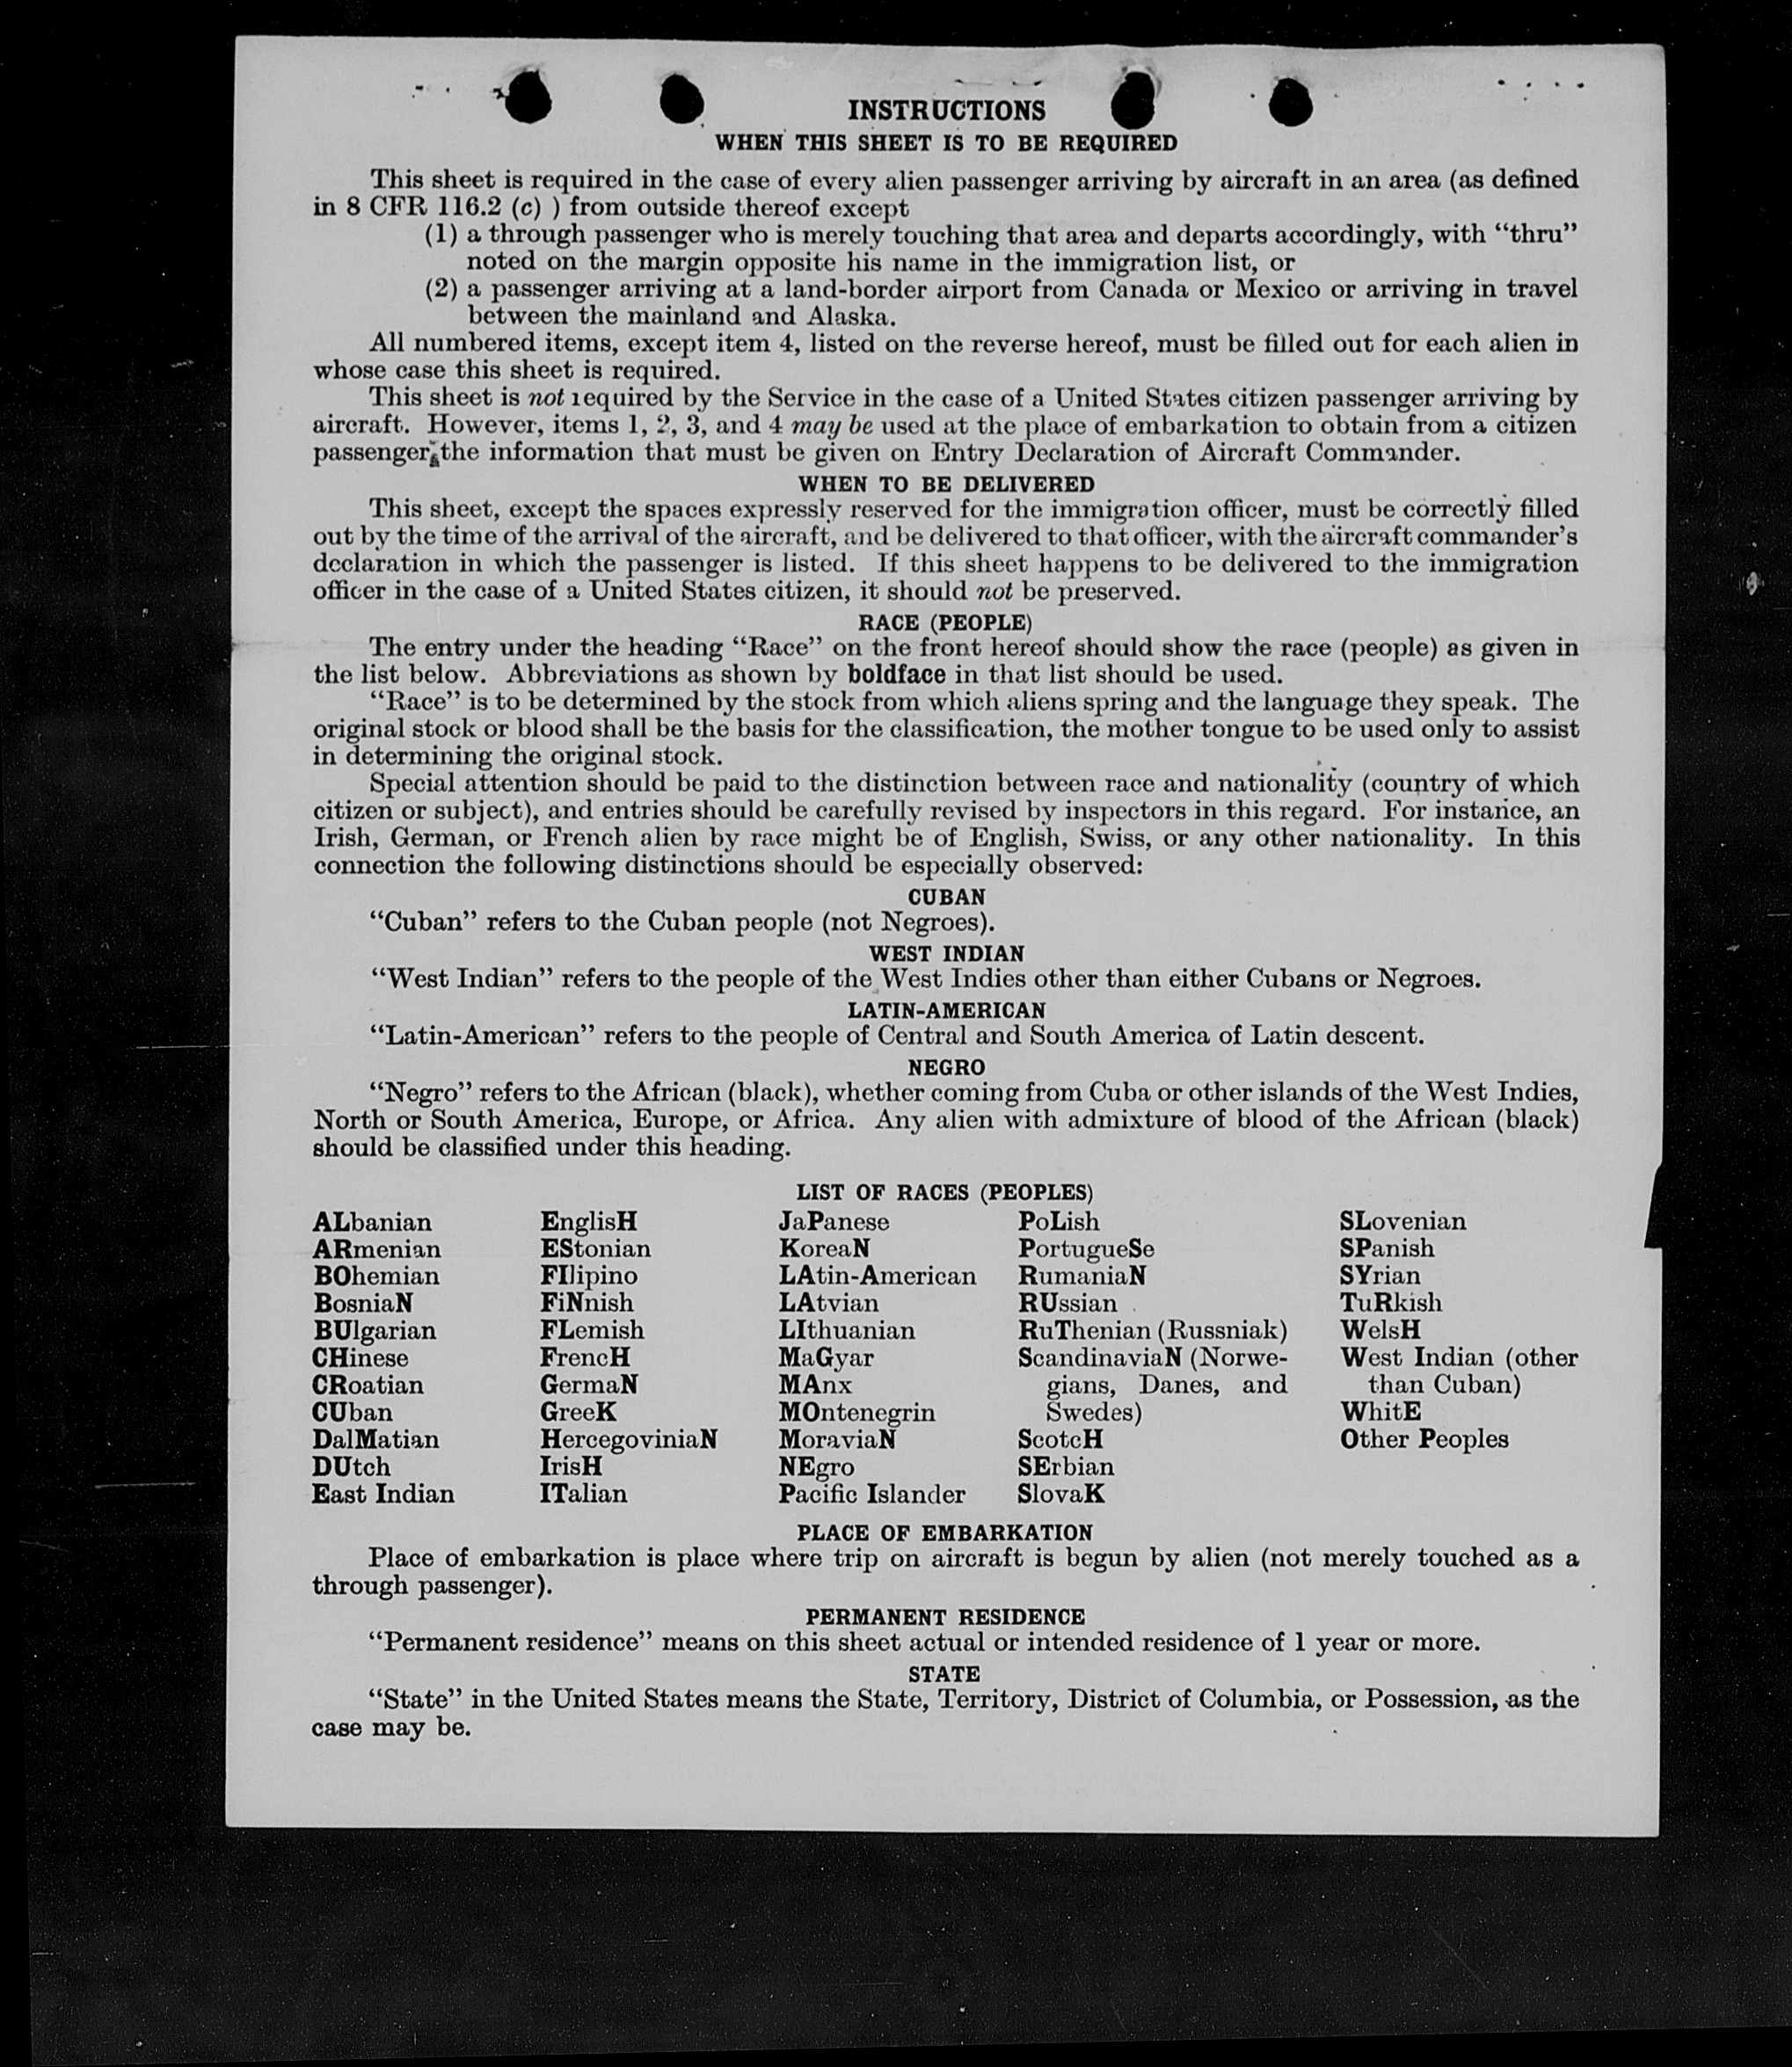 INSTRUCTIONS
WHEN THIS SHEET IS TO BE REQUIRED
This sheet is required in the case of every alien passenger arriving by aircraft in an area (as defined
in 8 CFR 116.2 (c) ) from outside thereof except
(1) a through passenger who is merely touching that area and departs accordingly, with “thru”
noted on the margin opposite his name in the immigration list, or
(2) a passenger arriving at a land-border airport from Canada or Mexico or arriving in travel
between the mainland and Alaska.
All numbered items, except item 4, listed on the reverse hereof, must be filled out for each alien in
whose case this sheet is required.
This sheet is not required by the Service in the case of a United States citizen passenger arriving by
aircraft. However, items 1, 2, 3, and 4 may be used at the place of embarkation to obtain from a citizen
passenger the information that must be given on Entry Declaration of Aircraft Commander.
WHEN TO BE DELIVERED
This sheet, except the spaces expressly reserved for the immigration officer, must be correctly filled
out by the time of the arrival of the aircraft, and be delivered to that officer, with the aircraft commander’s
declaration in which the passenger is listed. If this sheet happens to be delivered to the immigration
officer in the case of a United States citizen, it should not be preserved.
RACE (PEOPLE)
The entry under the heading “Race” on the front hereof should show the race (people) as given in
the list below. Abbreviations as shown by boldface in that list should be used.
“Race” is to be determined by the stock from which aliens spring and the language they speak. The
original stock or blood shall be the basis for the classification, the mother tongue to be used only to assist
in determining the original stock.
Special attention should be paid to the distinction between race and nationality (country of which
citizen or subject), and entries should be carefully revised by inspectors in this regard. For instance, an
Irish, German, or French alien by race might be of English, Swiss, or any other nationality. In this
connection the following distinctions should be especially observed:
CUBAN
“Cuban” refers to the Cuban people (not Negroes).
WEST INDIAN
“West Indian” refers to the people of the West Indies other than either Cubans or Negroes.
LATIN-AMERICAN
“Latin-American” refers to the people of Central and South America of Latin descent.
NEGRO
“Negro” refers to the African (black), whether coming from Cuba or other islands of the West Indies,
North or South America, Europe, or Africa. Any alien with admixture of blood of the African (black)
should be classified under this heading.
LIST OF RACES (PEOPLES)
ALbanian
ARmenian
BOhemian
BosniaN
BUlgarian
CHinese
CRoatian
CUban
DalMatian
DUtch
East Indian
EnglisH
EStonian
FIlipino
FiNnish
FLemish
FrencH
GermaN
GreeK
HercegoviniaN
IrisH
ITalian
JaPanese
KoreaN
LAtin-American
LAtvian
LIthuanian
MaGyar
MAnx
MOntenegrin
MoraviaN
NEgro
Pacific Islander
PoLish
PortugueSe
RumaniaN
RUssian
RuThenian (Russniak)
ScandinaviaN (Norwe-
gians, Danes, and
Swedes)
ScotcH
SErbian
SlovaK
SLovenian
SPanish
SYrian
TuRkish
WelsH
West Indian (other
than Cuban)
WhitE
Other Peoples
PLACE OF EMBARKATION
Place of embarkation is place where trip on aircraft is begun by alien (not merely touched as a
through passenger).
PERMANENT RESIDENCE
“Permanent residence” means on this sheet actual or intended residence of 1 year or more.
STATE
“State” in the United States means the State, Territory, District of Columbia, or Possession, as the
case may be.